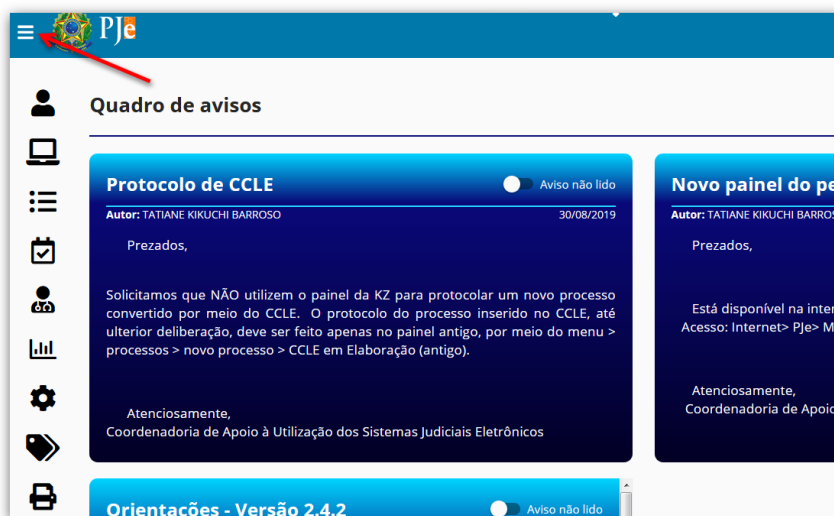 PJe
Quadro de avisos
Protocolo de CCLE
Aviso não lido
Autor: TATIANE KIKUCHI BARROSO
30/08/2019
Prezados,
Solicitamos que NÃO utilizem o painel da KZ para protocolar um novo processo
convertido por meio do CCLE. O protocolo do processo inserido no CCLE, até
ulterior deliberação, deve ser feito apenas no painel antigo, por meio do menu >
processos > novo processo > CCLE em Elaboração (antigo).
Atenciosamente,
Coordenadoria de Apoio à Utilização dos Sistemas Judiciais Eletrônicos
Novo painel do pe
Autor: TATIANE KIKUCHI BARROS
Prezados,
Está disponível na inter
Acesso: Internet> PJe> M
Atenciosamente,
Coordenadoria de Apoio
Orientações - Versão 2.4.2
Aviso não lido